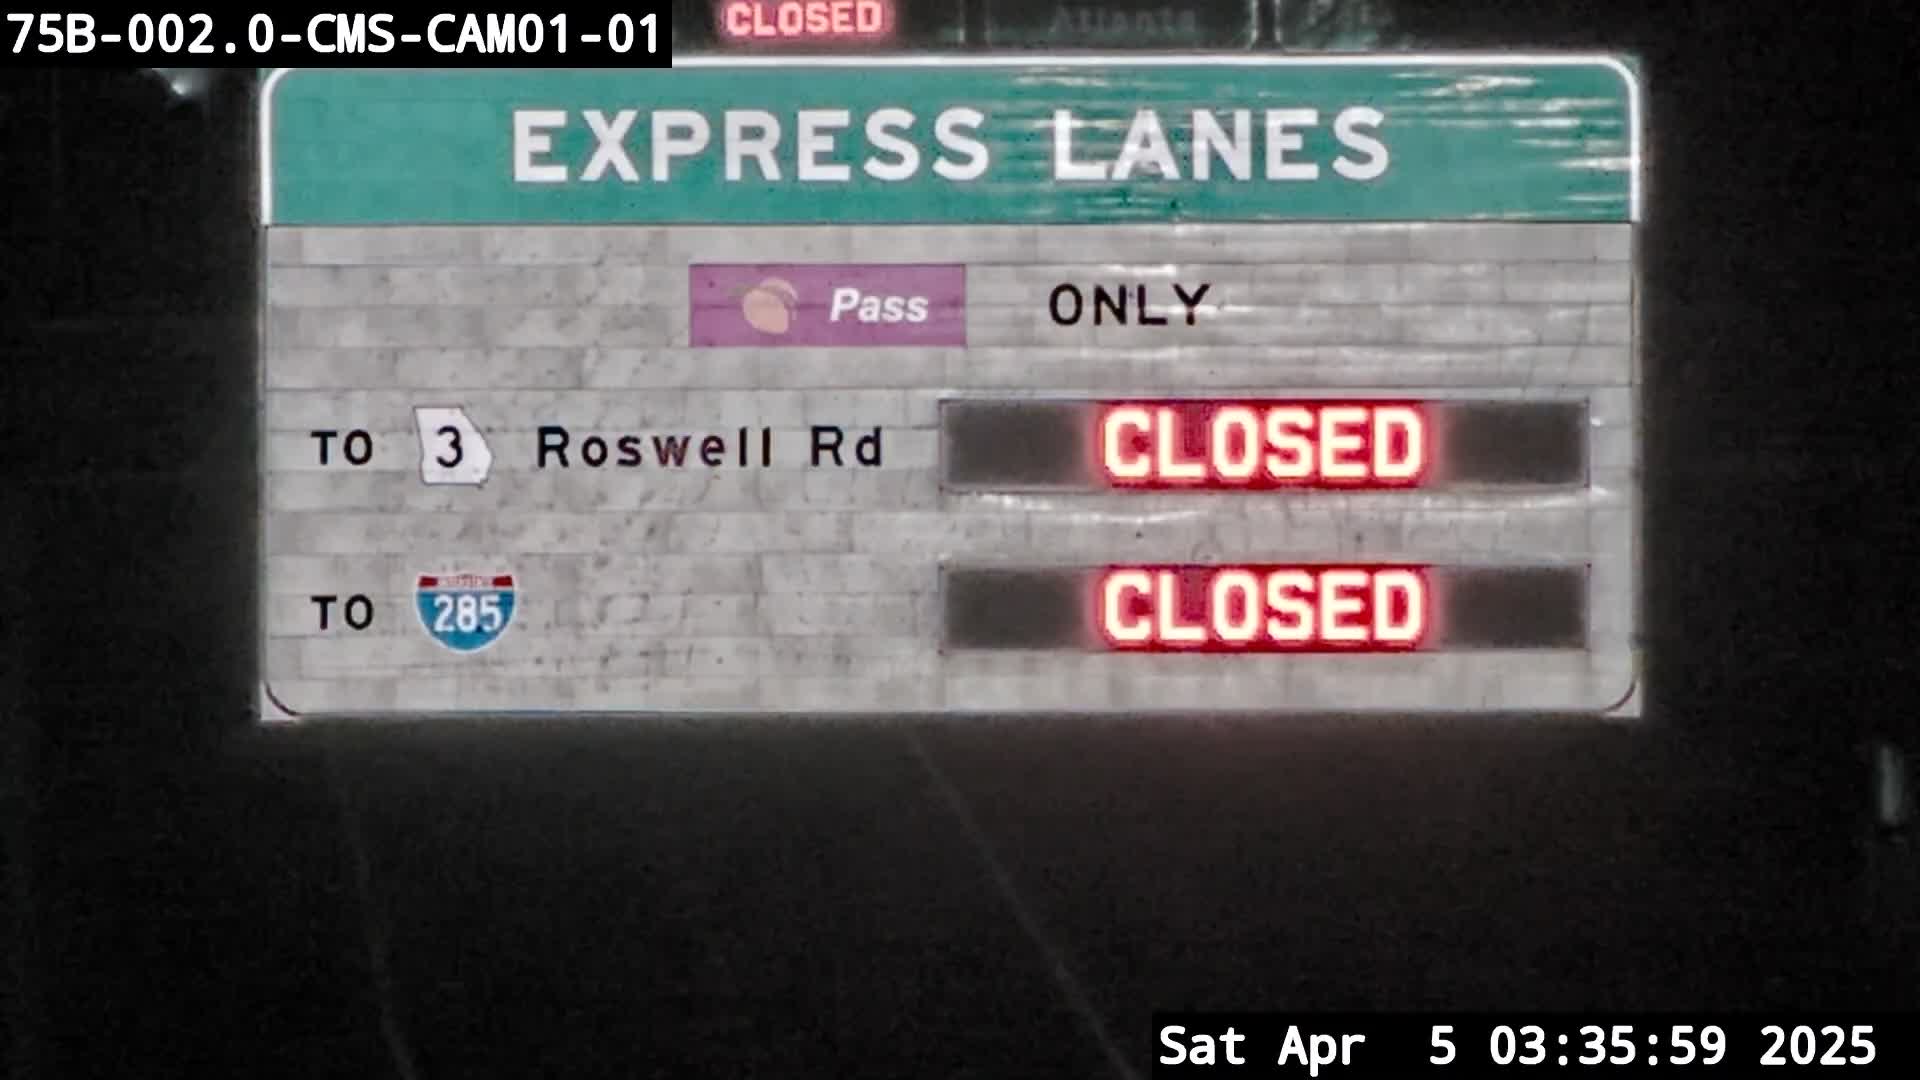 75B-002.0-CMS-CAM01-01
CLOSED
Atlanta
EXPRESS LANES
Pass ONLY
TO 3 Roswell Rd CLOSED
TO 285 CLOSED
Sat Apr 5 03:35:59 2025